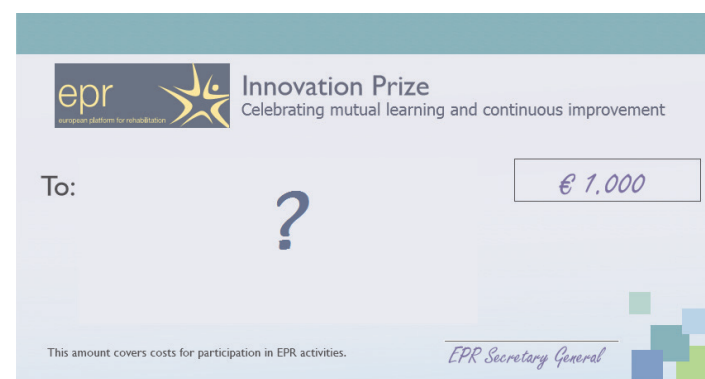 epr
european platform for rehabilitation
Innovation Prize
Celebrating mutual learning and continuous improvement
To:
€ 1.000
?
This amount covers costs for participation in EPR activities.
EPR Secretary General